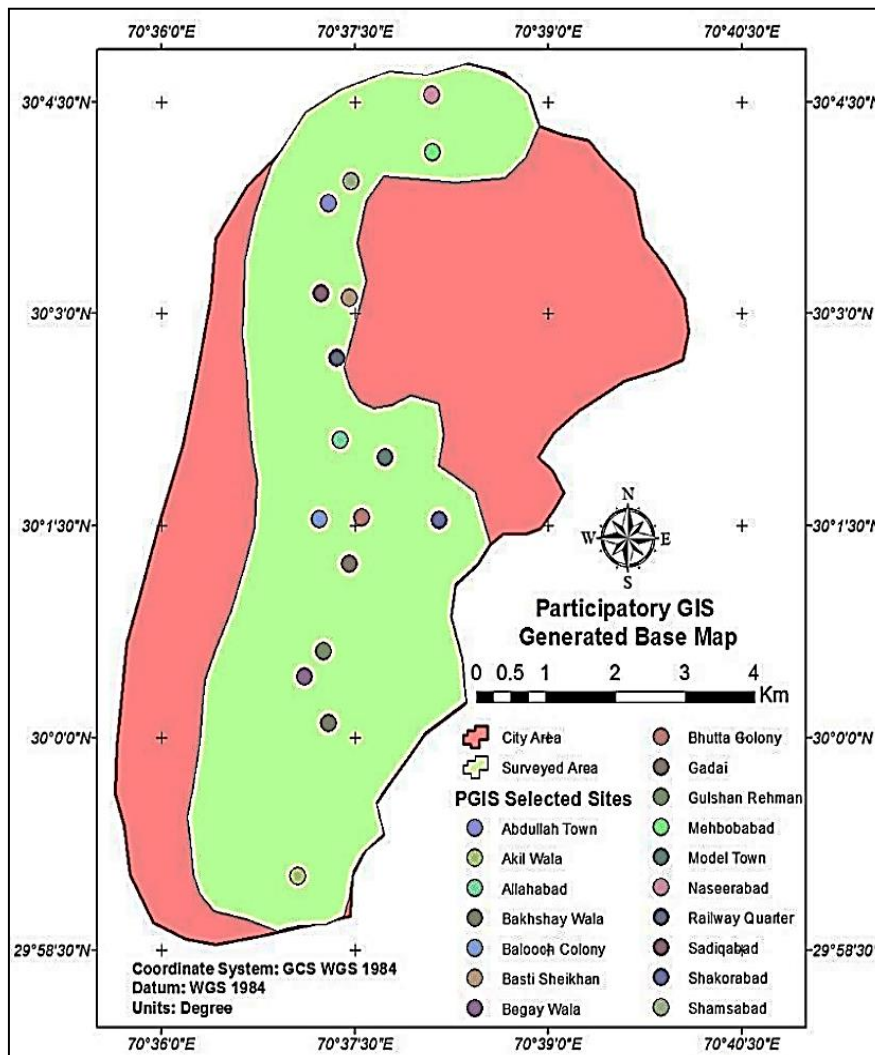 70°36'0"E 70°37'30"E 70°39'0"E 70°40'30"E
30°4'30"N 30°4'30"N
30°3'0"N 30°3'0"N
30°1'30"N 30°1'30"N
N
W E
S
Participatory GIS
Generated Base Map
0 0.5 1 2 3 4
Km
30°0'0"N 30°0'0"N
City Area
Surveyed Area
PGIS Selected Sites
Abdullah Town
Akil Wala
Allahabad
Bakhshay Wala
Balooch Colony
Basti Sheikhan
Begay Wala
Bhutta Colony
Gadai
Gulshan Rehman
Mehbobabad
Model Town
Naseerabad
Railway Quarter
Sadiqabad
Shakorabad
Shamsabad
29°58'30"N 29°58'30"N
Coordinate System: GCS WGS 1984
Datum: WGS 1984
Units: Degree
70°36'0"E 70°37'30"E 70°39'0"E 70°40'30"E